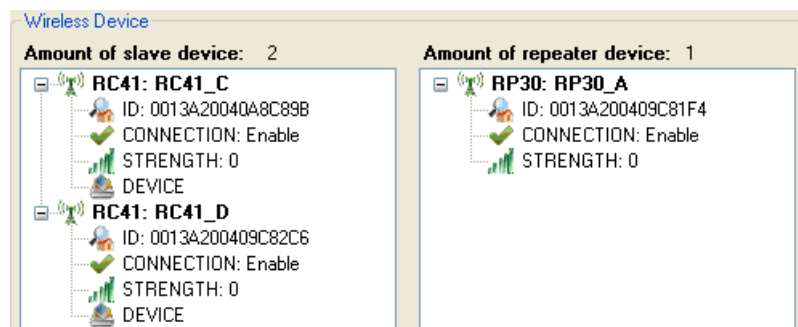 Wireless Device
Amount of slave device: 2
RC41: RC41_C
ID: 0013A20040A8C89B
CONNECTION: Enable
STRENGTH: 0
DEVICE
RC41: RC41_D
ID: 0013A200409C82C6
CONNECTION: Enable
STRENGTH: 0
DEVICE
Amount of repeater device: 1
RP30: RP30_A
ID: 0013A200409C81F4
CONNECTION: Enable
STRENGTH: 0